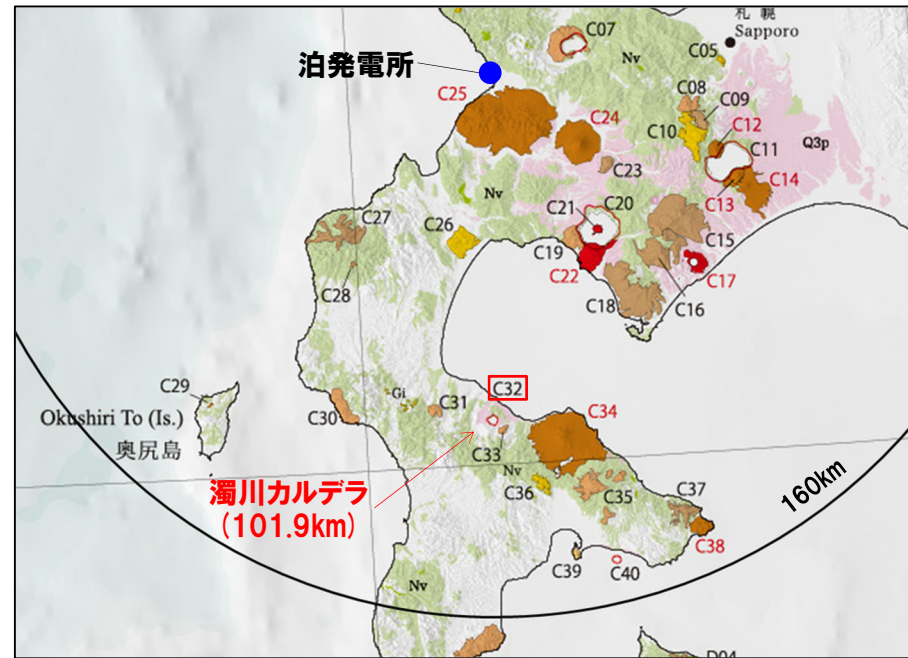 札幌
Sapporo
C07
Nv
C05
泊発電所
C25
C24
C08
C09
C10
C12
C11
Q3p
C23
C14
C13
Nv
C20
C21
C27
C26
C15
C19
C22
C17
C28
C16
C18
C29
C32
Gi
C31
C34
Okushiri To (Is.)
C30
奥尻島
C33
Nv
160km
濁川カルデラ
(101.9km)
C36
C35
C37
C38
C39
C40
Nv
D04